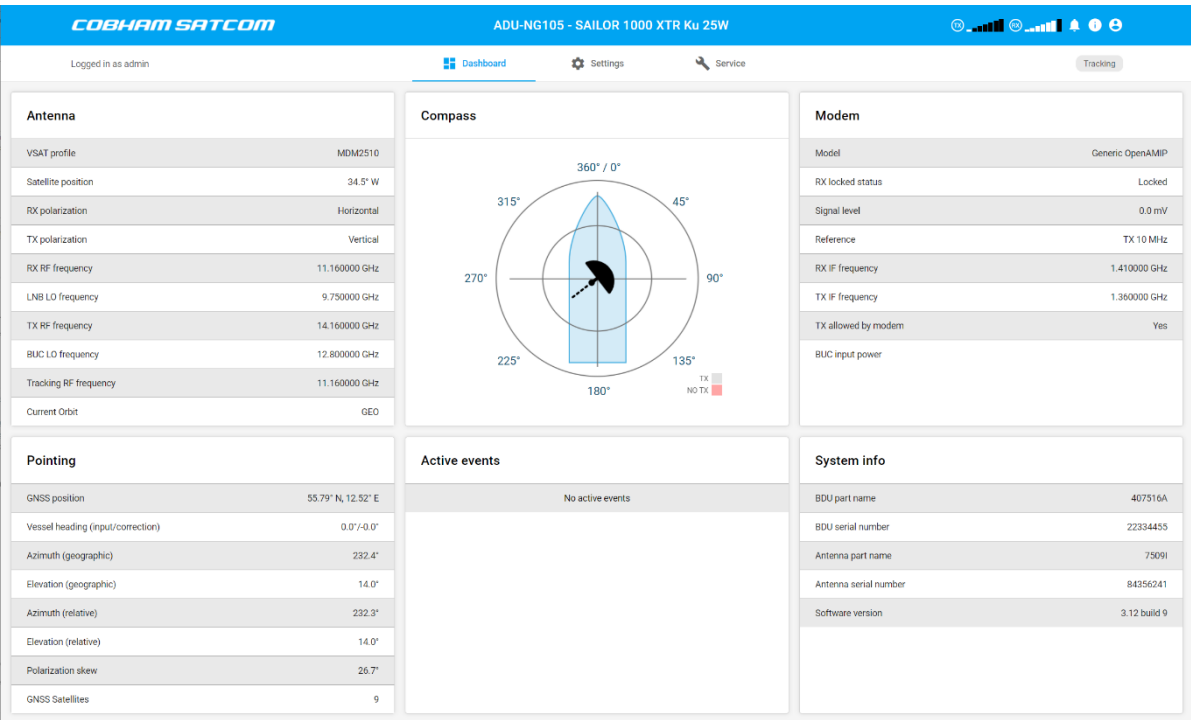 COBHAM SATCOM
ADU-NG105 - SAILOR 1000 XTR Ku 25W
TX
RX
Logged in as admin
Dashboard
Settings
Service
Tracking
Antenna
VSAT profile MDM2510
Satellite position 34.5° W
RX polarization Horizontal
TX polarization Vertical
RX RF frequency 11.160000 GHz
LNB LO frequency 9.750000 GHz
TX RF frequency 14.160000 GHz
BUC LO frequency 12.800000 GHz
Tracking RF frequency 11.160000 GHz
Current Orbit GEO
Compass
360° / 0°
315° 45°
270° 90°
225° 135°
180°
TX
NO TX
Modem
Model Generic OpenAMIP
RX locked status Locked
Signal level 0.0 mV
Reference TX 10 MHz
RX IF frequency 1.410000 GHz
TX IF frequency 1.360000 GHz
TX allowed by modem Yes
BUC input power
Pointing
GNSS position 55.79° N, 12.52° E
Vessel heading (input/correction) 0.0°/-0.0°
Azimuth (geographic) 232.4°
Elevation (geographic) 14.0°
Azimuth (relative) 232.3°
Elevation (relative) 14.0°
Polarization skew 26.7°
GNSS Satellites 9
Active events
No active events
System info
BDU part name 407516A
BDU serial number 22334455
Antenna part name 7509I
Antenna serial number 84356241
Software version 3.12 build 9